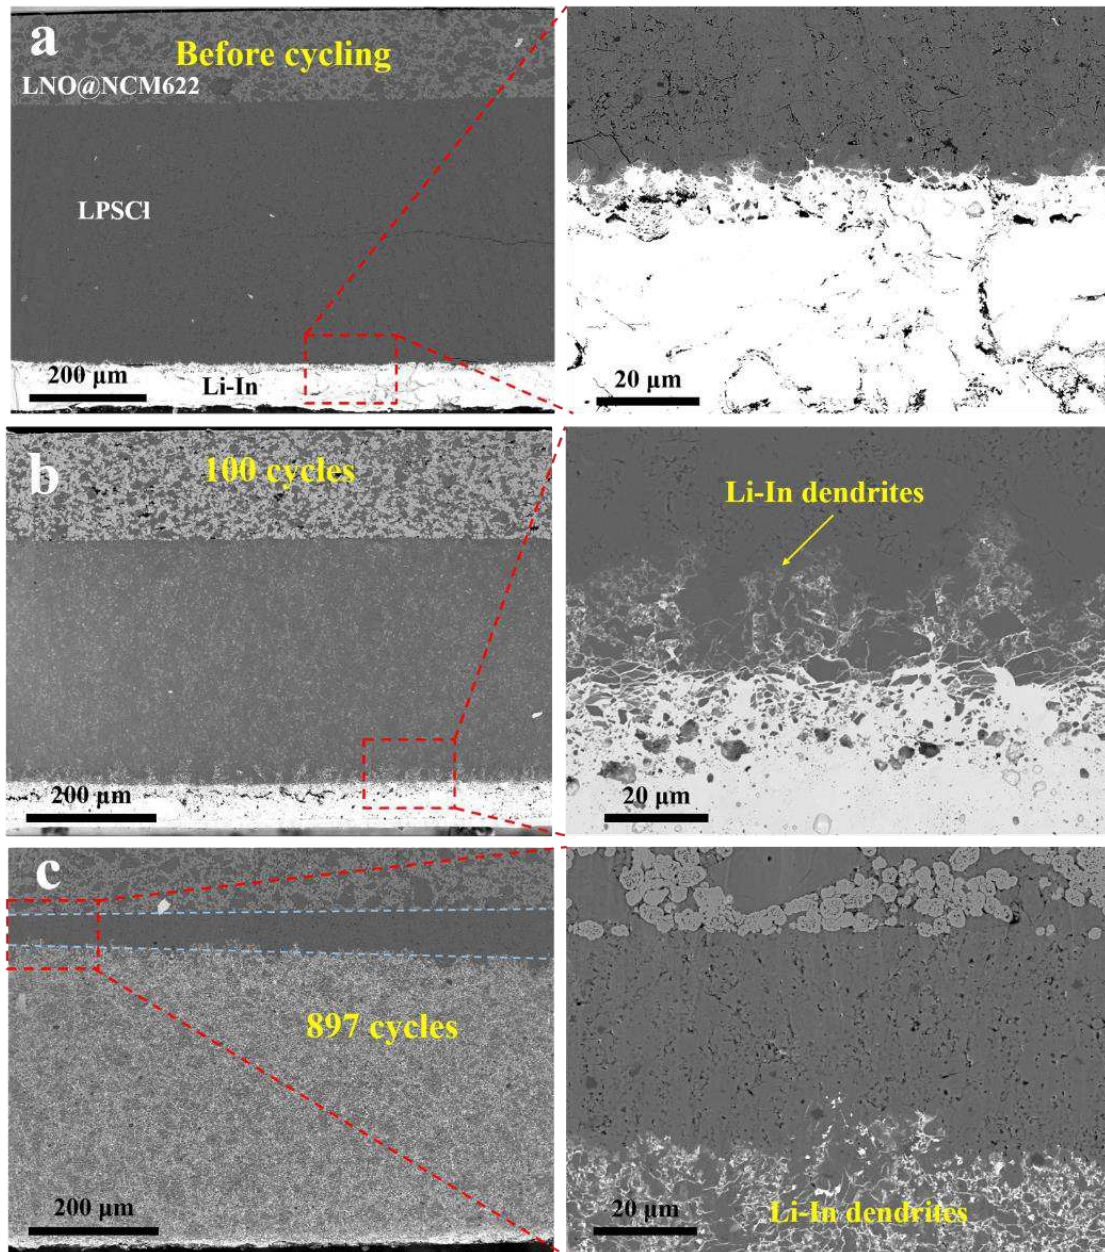 a
Before cycling
LNO@NCM622
LPSCl
200 μm
Li-In
20 μm
b
100 cycles
Li-In dendrites
200 μm
20 μm
c
897 cycles
200 μm
20 μm
Li-In dendrites